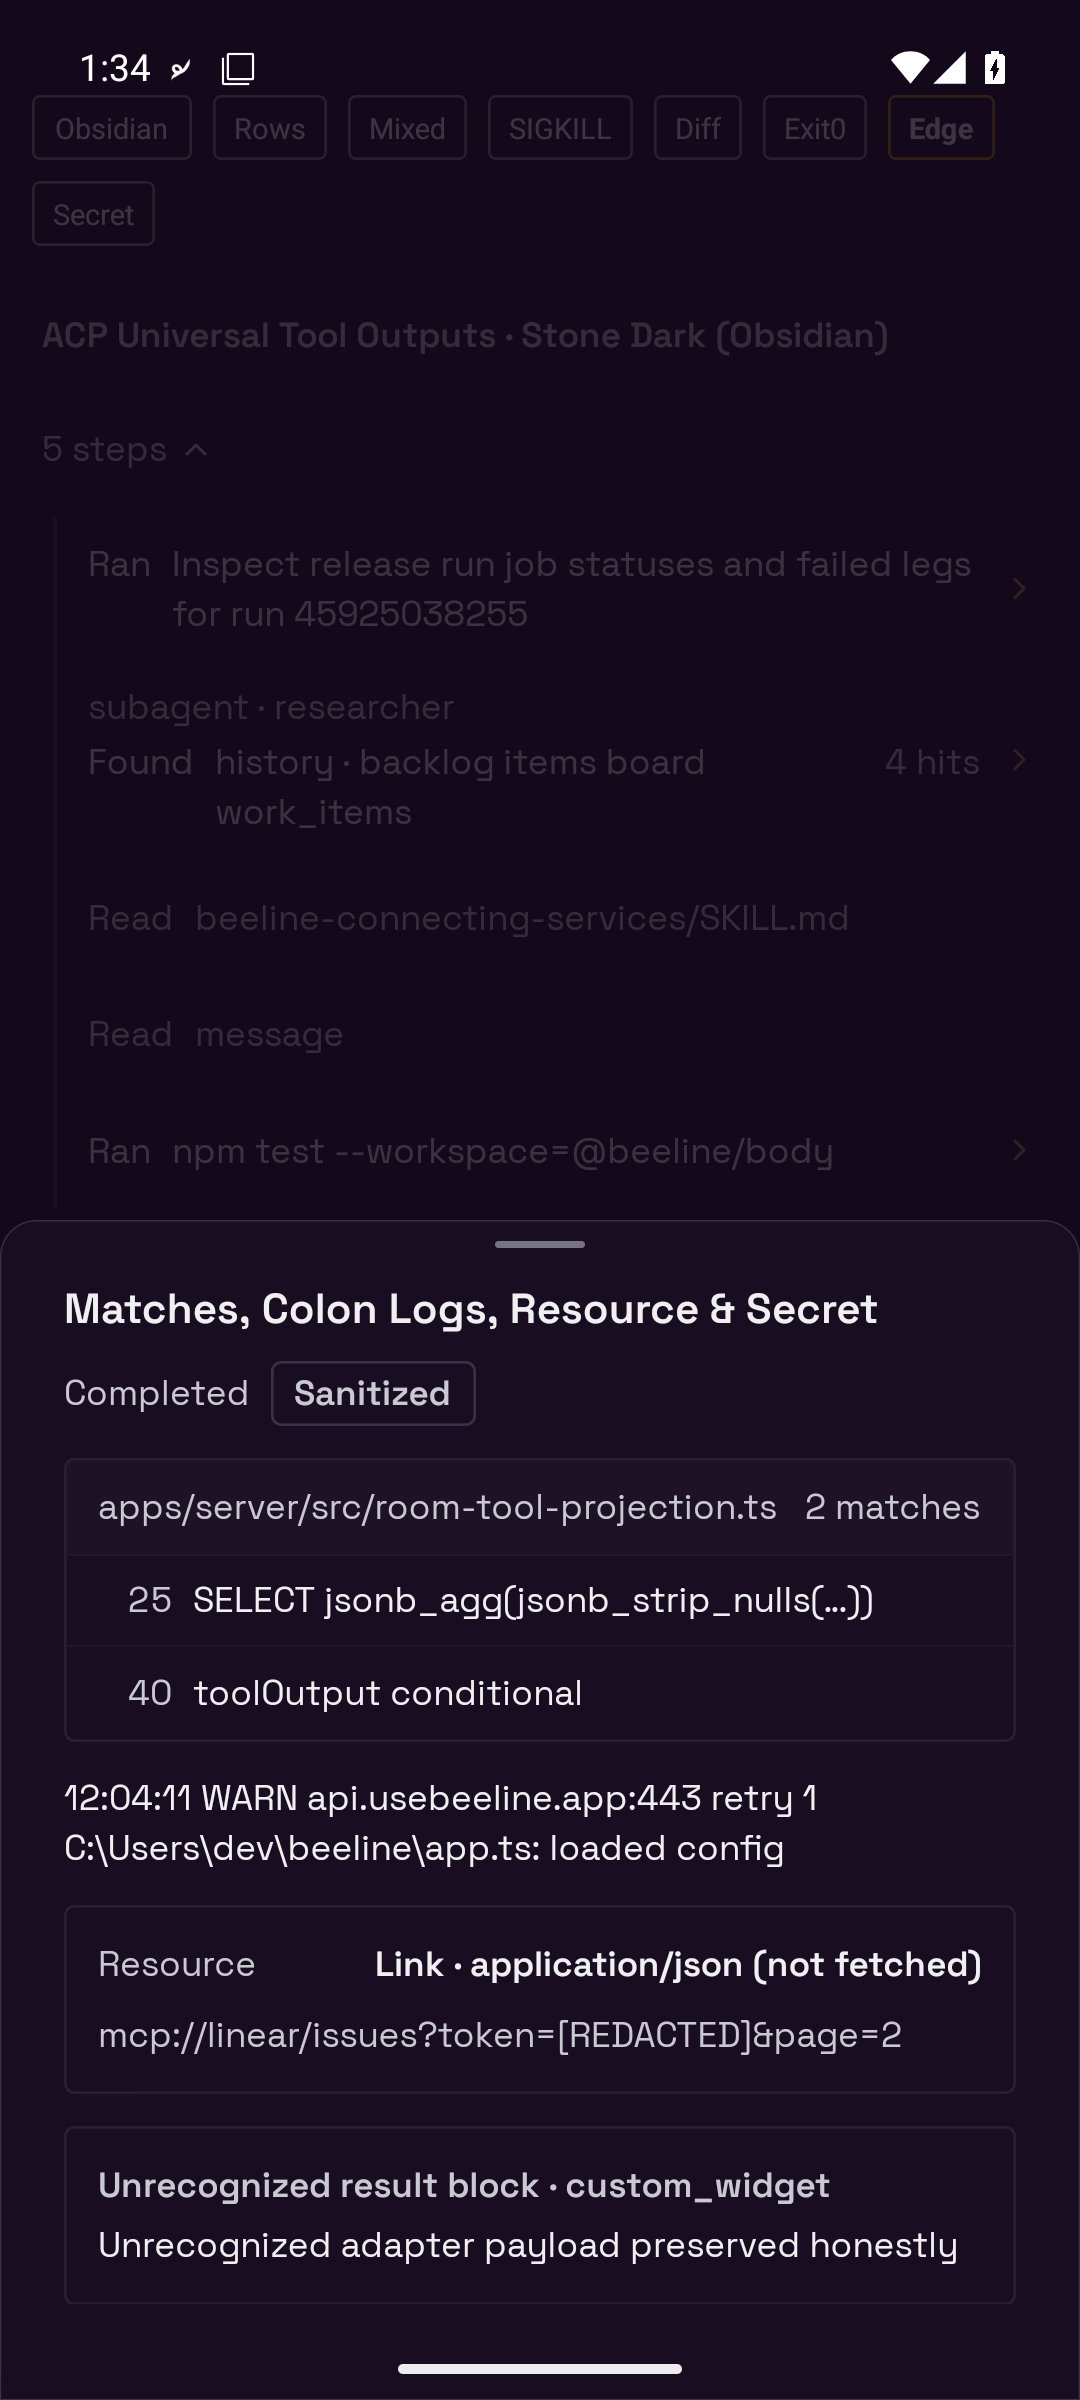 1:34
Obsidian Rows Mixed SIGKILL Diff Exit0 Edge
Secret
ACP Universal Tool Outputs · Stone Dark (Obsidian)
5 steps
Ran Inspect release run job statuses and failed legs
for run 45925038255
subagent · researcher
Found history · backlog items board 4 hits
work_items
Read beeline-connecting-services/SKILL.md
Read message
Ran npm test --workspace=@beeline/body
Matches, Colon Logs, Resource & Secret
Completed Sanitized
apps/server/src/room-tool-projection.ts 2 matches
25 SELECT jsonb_agg(jsonb_strip_nulls(…))
40 toolOutput conditional
12:04:11 WARN api.usebeeline.app:443 retry 1
C:\Users\dev\beeline\app.ts: loaded config
Resource Link · application/json (not fetched)
mcp://linear/issues?token=[REDACTED]&page=2
Unrecognized result block · custom_widget
Unrecognized adapter payload preserved honestly